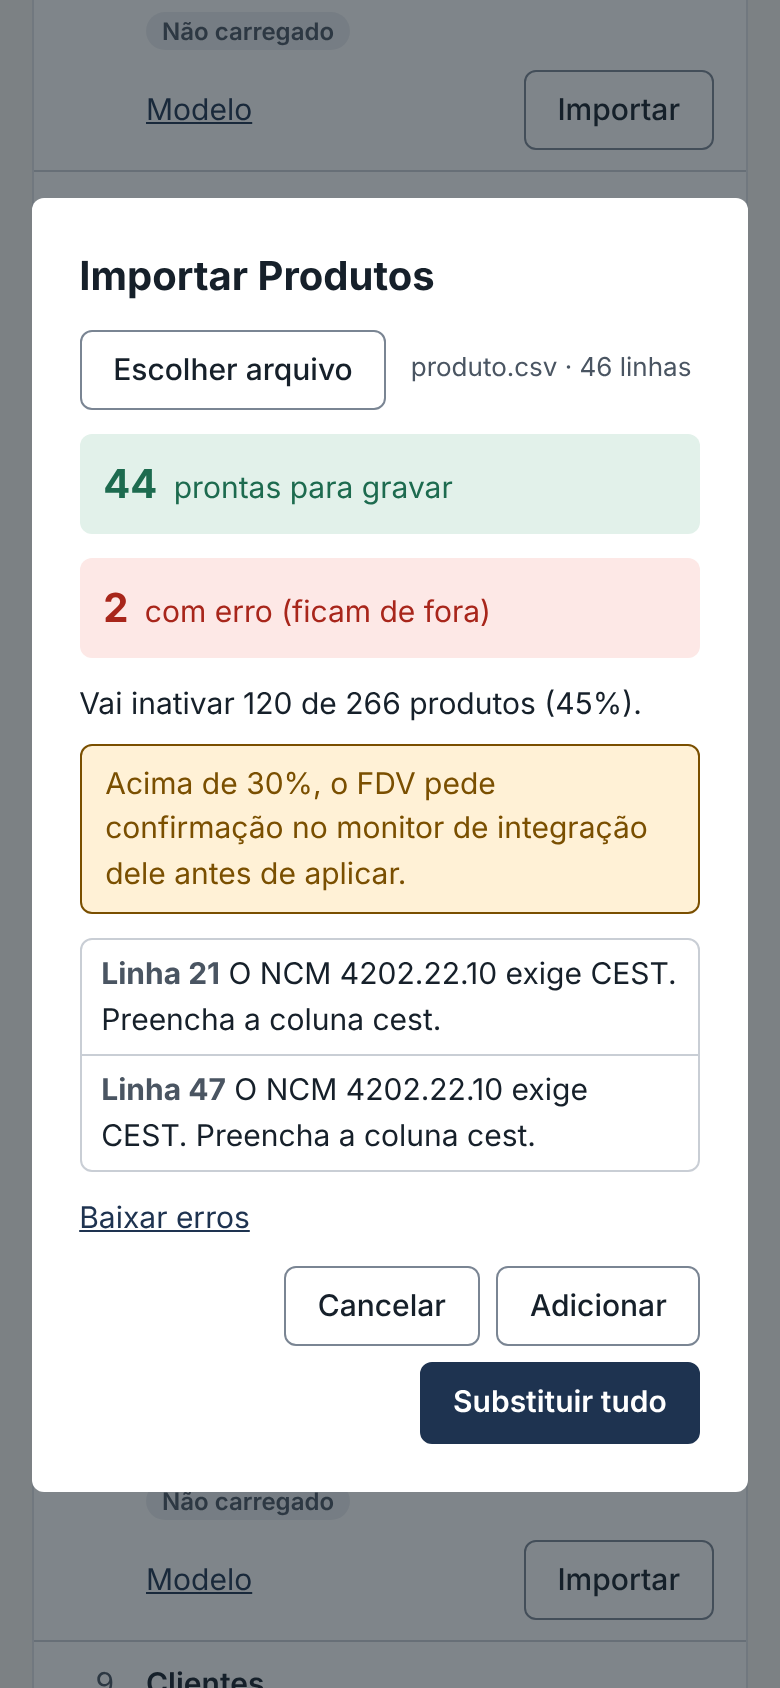 Não carregado
Modelo
Importar
Importar Produtos
Escolher arquivo
produto.csv · 46 linhas
44 prontas para gravar
2 com erro (ficam de fora)
Vai inativar 120 de 266 produtos (45%).
Acima de 30%, o FDV pede
confirmação no monitor de integração
dele antes de aplicar.
Linha 21 O NCM 4202.22.10 exige CEST.
Preencha a coluna cest.
Linha 47 O NCM 4202.22.10 exige
CEST. Preencha a coluna cest.
Baixar erros
Cancelar
Adicionar
Substituir tudo
Não carregado
Modelo
Importar
9 Clientes